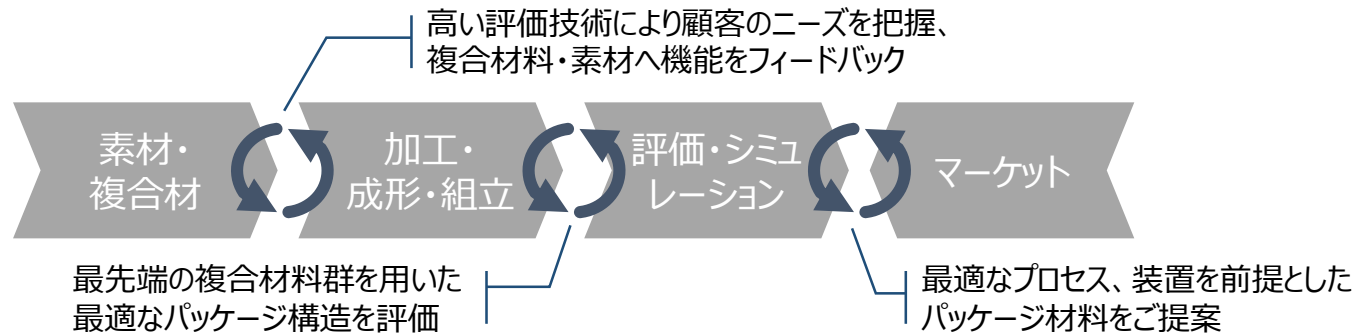 高い評価技術により顧客のニーズを把握、
複合材料・素材へ機能をフィードバック
素材・
複合材
加工・
成形・組立
評価・シミュ
レーション
マーケット
最先端の複合材料群を用いた
最適なパッケージ構造を評価
最適なプロセス、装置を前提とした
パッケージ材料をご提案